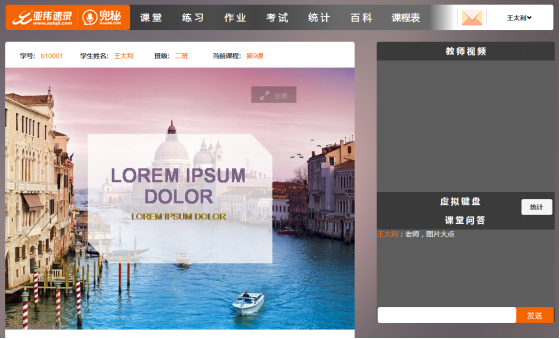 亚伟速录 兜秘
课堂 练习 作业 考试 统计 百科 课程表 王太利
学号: b10001 学生姓名: 王太利 班级: 二班 当前课程: 第9课
教师视频
全屏
LOREM IPSUM
DOLOR
LOREM IPSUM DOLOR
虚拟键盘
统计
课堂问答
王太利：老师，图片大点
发送